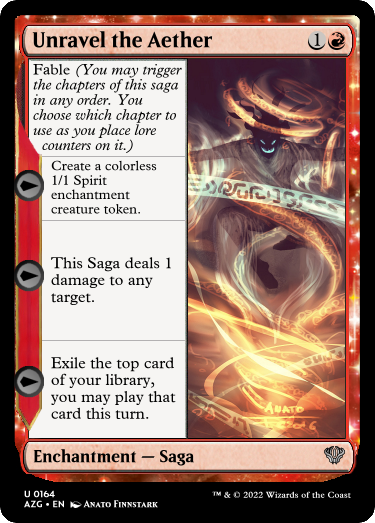 Unravel the Aether
1
Fable (You may trigger
the chapters of this saga
in any order. You
choose which chapter to
use as you place lore
counters on it.)
Create a colorless
1/1 Spirit
enchantment
creature token.
This Saga deals 1
damage to any
target.
Exile the top card
of your library,
you may play that
card this turn.
ANATO
Enchantment — Saga
U 0164
AZG • EN Anato Finnstark
™ & © 2022 Wizards of the Coast